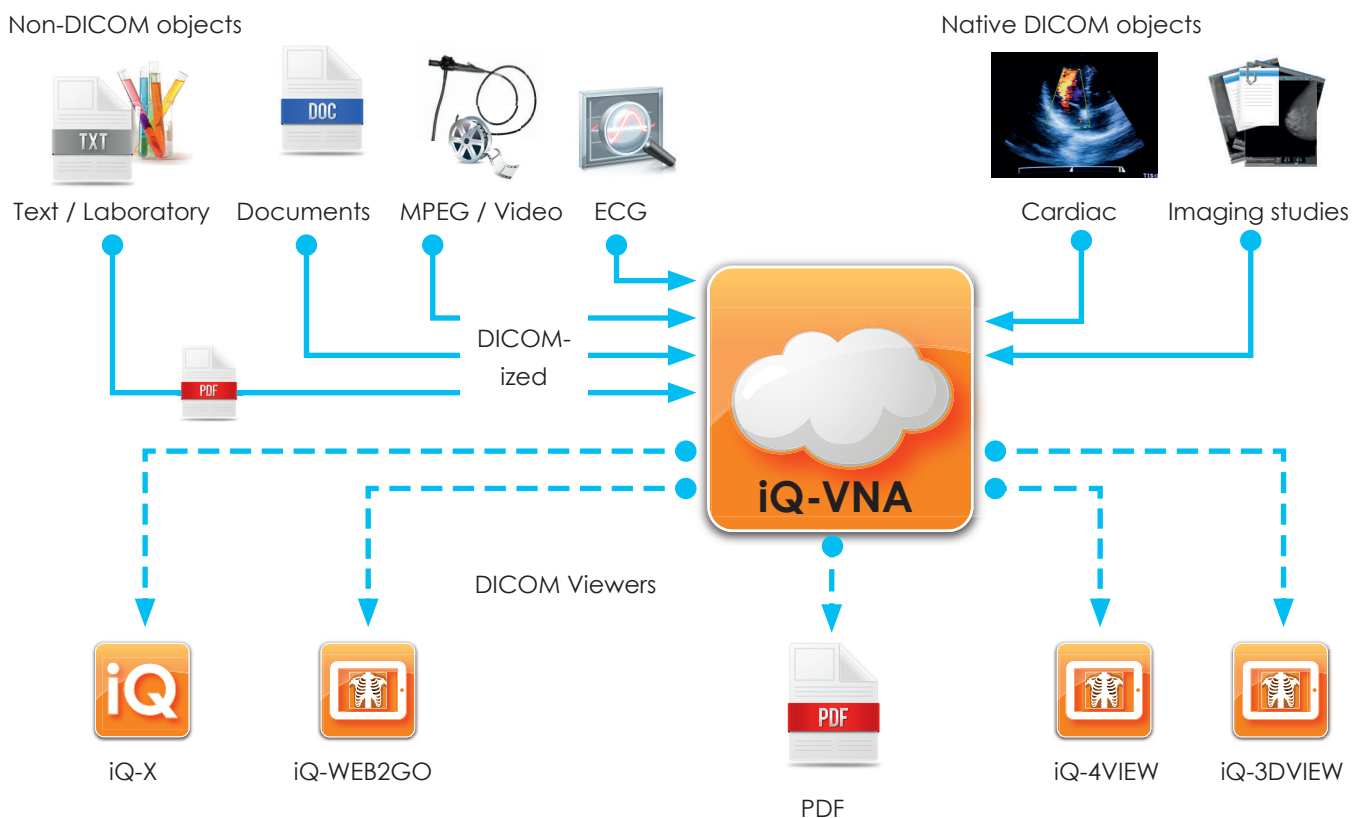 Non-DICOM objects
Native DICOM objects
TXT
DOC
Text / Laboratory
Documents
MPEG / Video
ECG
Cardiac
Imaging studies
DICOM-
ized
PDF
iQ-VNA
DICOM Viewers
iQ
PDF
iQ-X
iQ-WEB2GO
PDF
iQ-4VIEW
iQ-3DVIEW